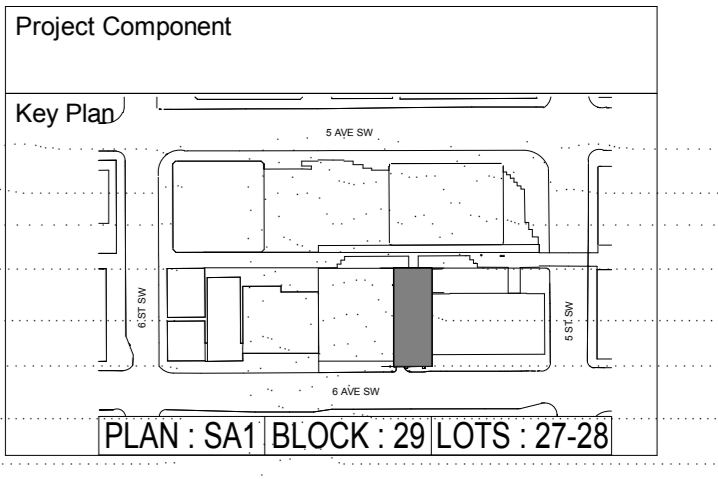 Project Component
Key Plan
5 AVE SW
6 ST SW
5 ST. SW
6 AVE SW
PLAN : SA1 BLOCK : 29 LOTS : 27-28